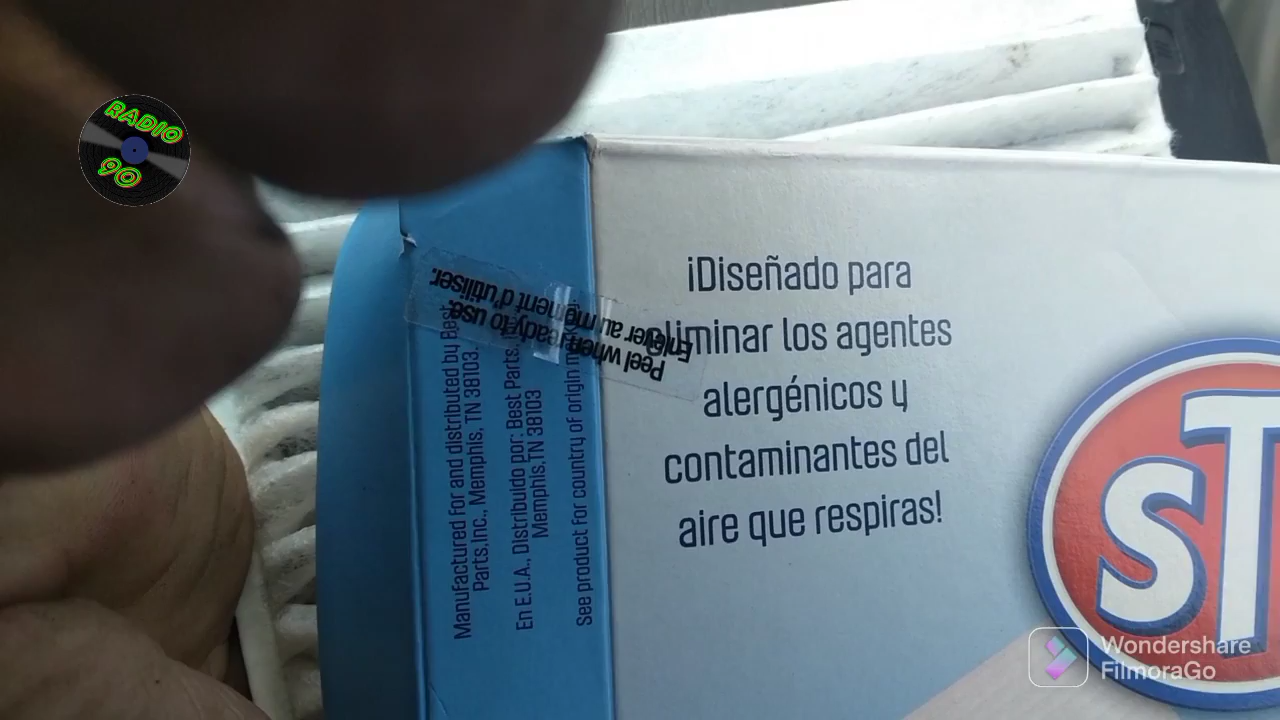 RADIO
90
¡Diseñado para
eliminar los agentes
alergénicos y
contaminantes del
aire que respiras!
Peel when ready to use.
Enlever au moment d'utiliser.
Manufactured for and distributed by Best
Parts, Inc., Memphis, TN 38103.
En E.U.A., Distribuido por: Best Parts,
Memphis, TN 38103
See product for country of origin
ST
Wondershare
FilmoraGo